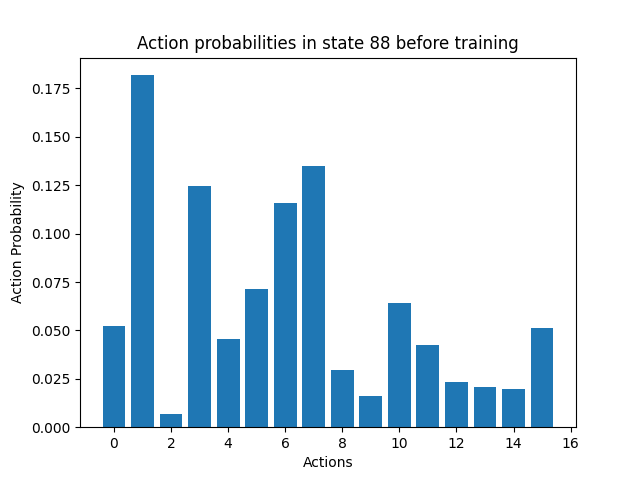 Action probabilities in state 88 before training
0.175
0.150
0.125
0.100
0.075
0.050
0.025
0.000
Action Probability
0 2 4 6 8 10 12 14 16
Actions